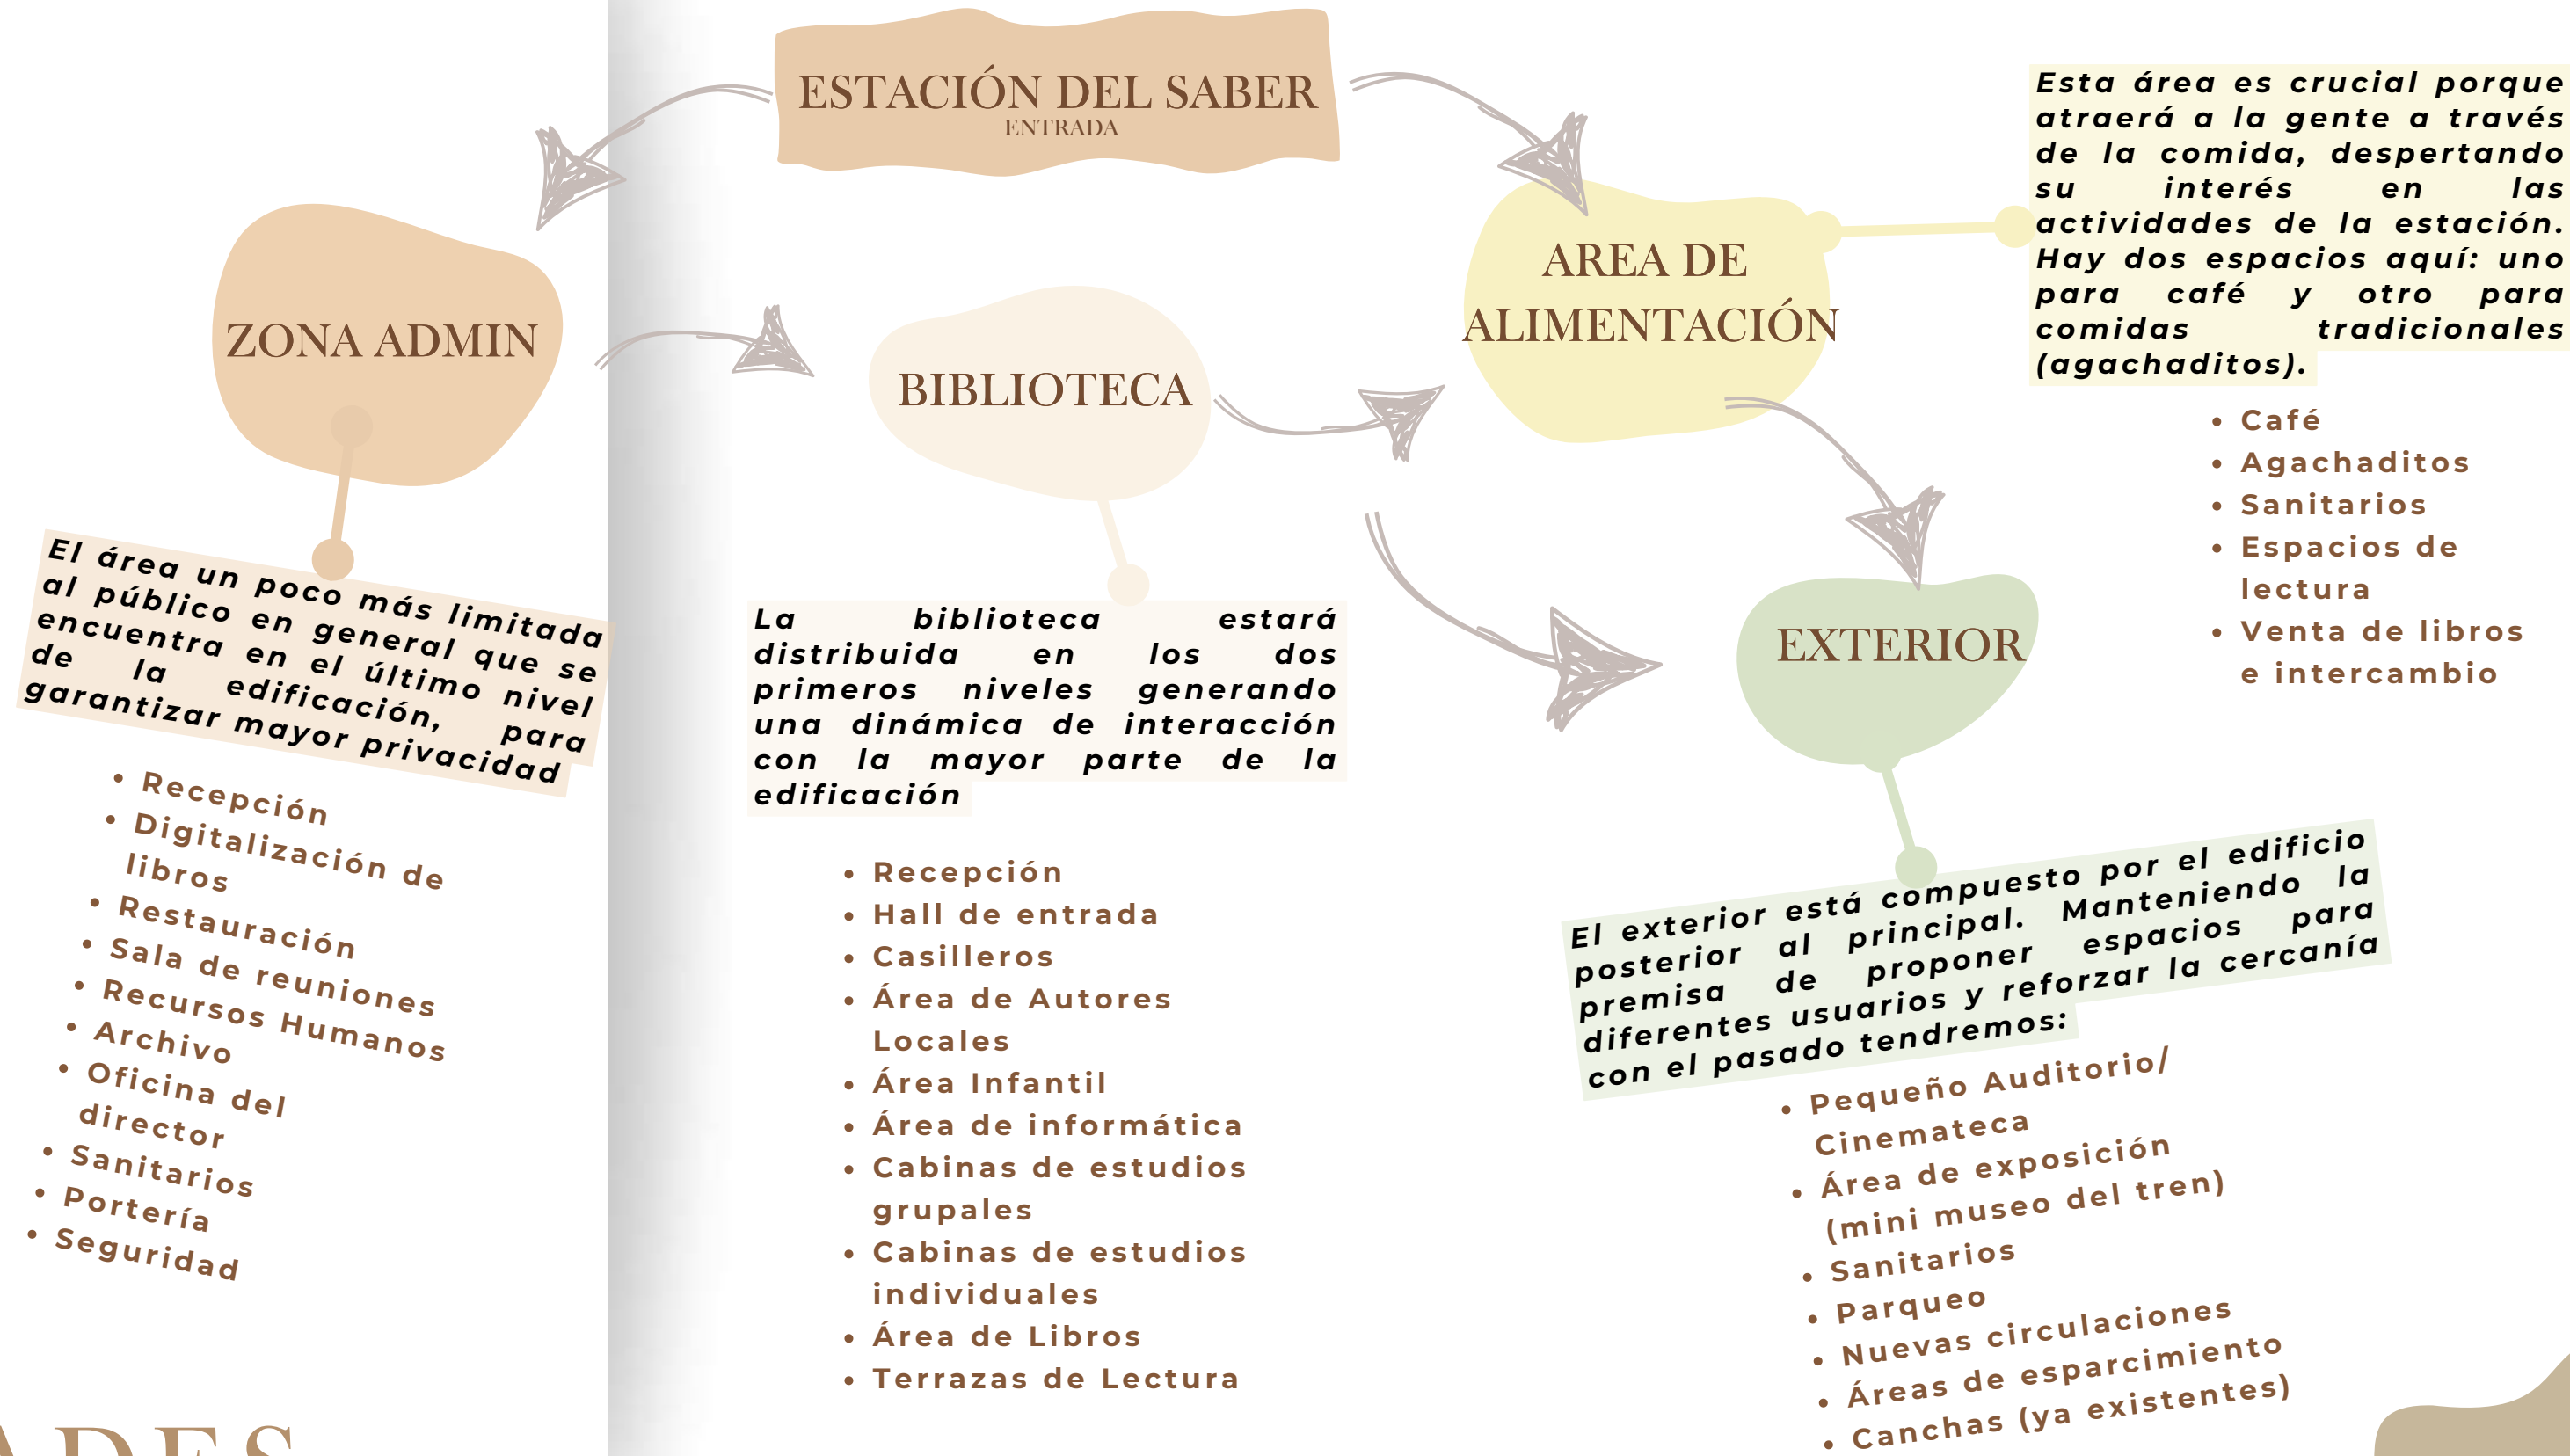 ESTACIÓN DEL SABER
ENTRADA
ZONA ADMIN
El área un poco más limitada
al público en general que se
encuentra en el último nivel
de la edificación, para
garantizar mayor privacidad
• Recepción
• Digitalización de
libros
• Restauración
• Sala de reuniones
• Recursos Humanos
• Archivo
• Oficina del
director
• Sanitarios
• Portería
• Seguridad
BIBLIOTECA
La biblioteca estará
distribuida en los dos
primeros niveles generando
una dinámica de interacción
con la mayor parte de la
edificación
• Recepción
• Hall de entrada
• Casilleros
• Área de Autores
Locales
• Área Infantil
• Área de informática
• Cabinas de estudios
grupales
• Cabinas de estudios
individuales
• Área de Libros
• Terrazas de Lectura
AREA DE
ALIMENTACIÓN
Esta área es crucial porque
atraerá a la gente a través
de la comida, despertando
su interés en las
actividades de la estación.
Hay dos espacios aquí: uno
para café y otro para
comidas tradicionales
(agachaditos).
• Café
• Agachaditos
• Sanitarios
• Espacios de
lectura
• Venta de libros
e intercambio
EXTERIOR
El exterior está compuesto por el edificio
posterior al principal. Manteniendo la
premisa de proponer espacios para
diferentes usuarios y reforzar la cercanía
con el pasado tendremos:
• Pequeño Auditorio/
Cinemateca
• Área de exposición
(mini museo del tren)
• Sanitarios
• Parqueo
• Nuevas circulaciones
• Áreas de esparcimiento
• Canchas (ya existentes)
ADES